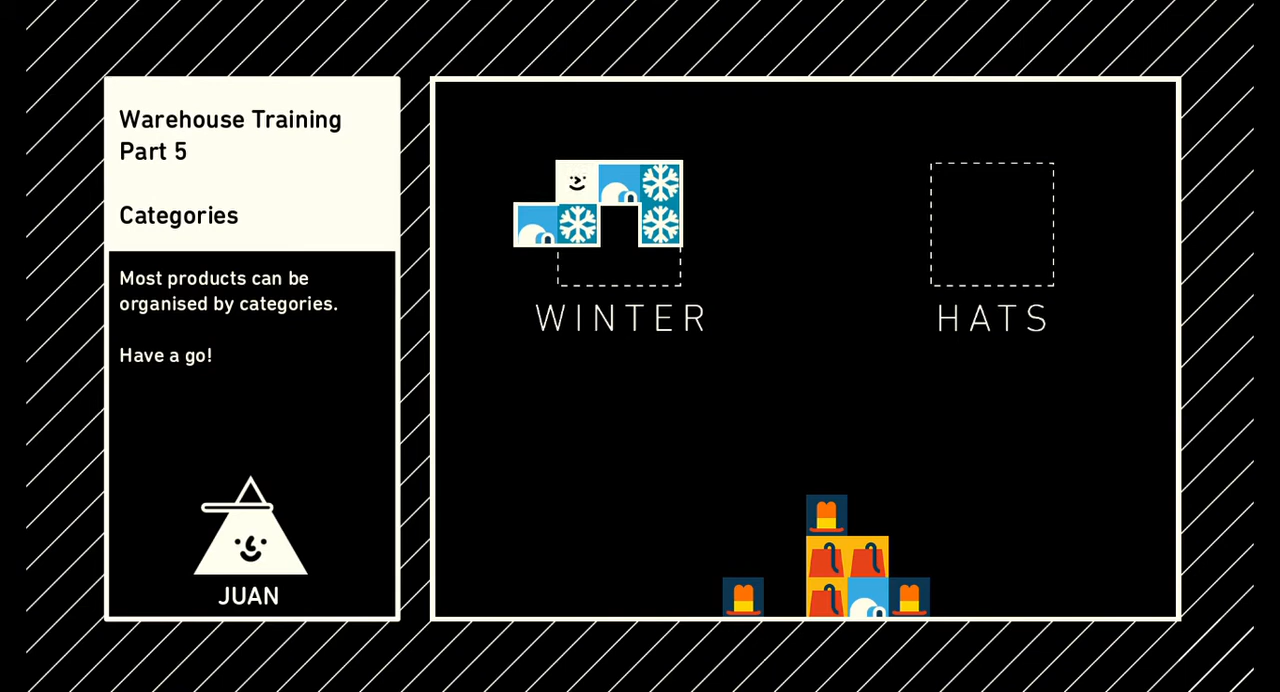 Warehouse Training
Part 5
Categories
Most products can be
organised by categories.
Have a go!
JUAN
WINTER
HATS